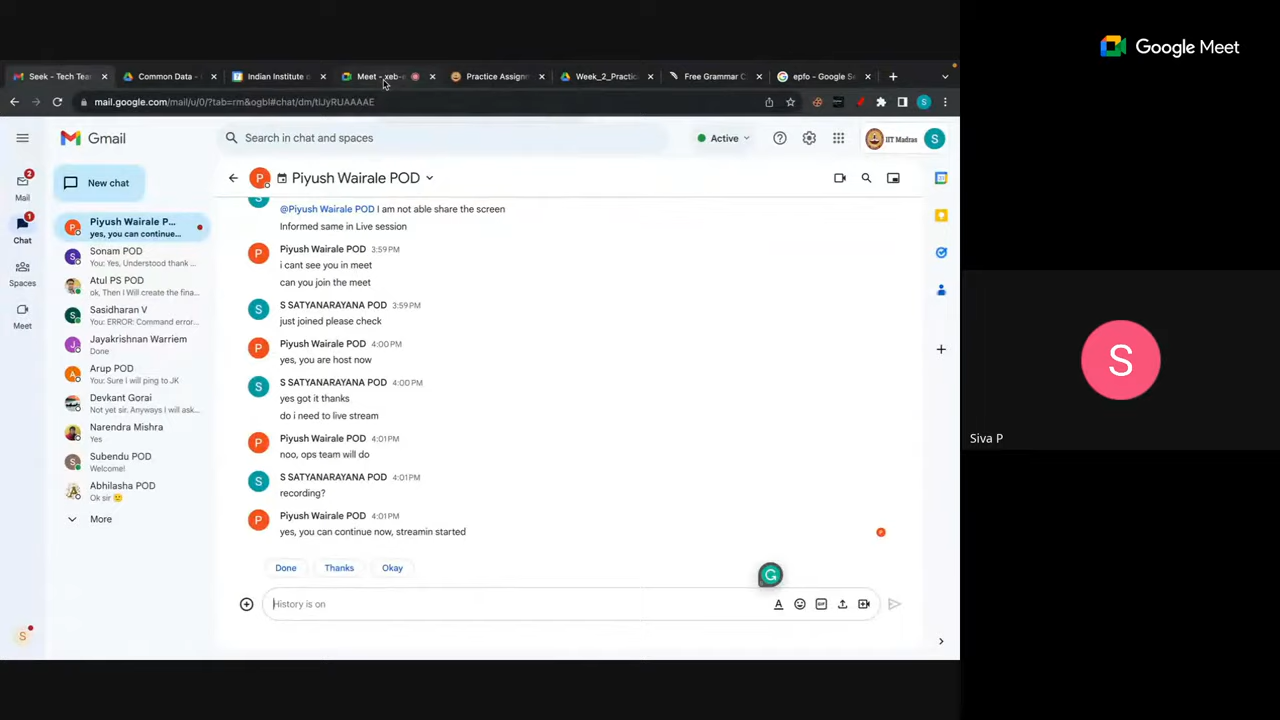 Google Meet
Seek - Tech Team
Common Data -
Indian Institute o
Meet - xeb-
Practice Assignm
Week_2_Practic
Free Grammar C
epfo - Google Se
mail.google.com/mail/u/0/?tab=rm&ogbl#chat/dm/tiJyRUAAAAE
Gmail
Search in chat and spaces
Active
IIT Madras
S
2
Mail
1
Chat
Spaces
Meet
New chat
Piyush Wairale P...
yes, you can continue...
Sonam POD
You: Yes, Understood thank ...
Atul PS POD
ok, Then I Will create the fina...
Sasidharan V
You: ERROR: Command error...
Jayakrishnan Warriem
Done
Arup POD
You: Sure I will ping to JK
Devkant Gorai
Not yet sir. Anyways I will ask...
Narendra Mishra
Yes
Subendu POD
Welcome!
Abhilasha POD
Ok sir 🙂
More
Piyush Wairale POD
@Piyush Wairale POD I am not able share the screen
Informed same in Live session
Piyush Wairale POD 3:59 PM
i cant see you in meet
can you join the meet
S SATYANARAYANA POD 3:59 PM
just joined please check
Piyush Wairale POD 4:00 PM
yes, you are host now
S SATYANARAYANA POD 4:00 PM
yes got it thanks
do i need to live stream
Piyush Wairale POD 4:01 PM
noo, ops team will do
S SATYANARAYANA POD 4:01 PM
recording?
Piyush Wairale POD 4:01 PM
yes, you can continue now, streamin started
Done
Thanks
Okay
History is on
S
Siva P